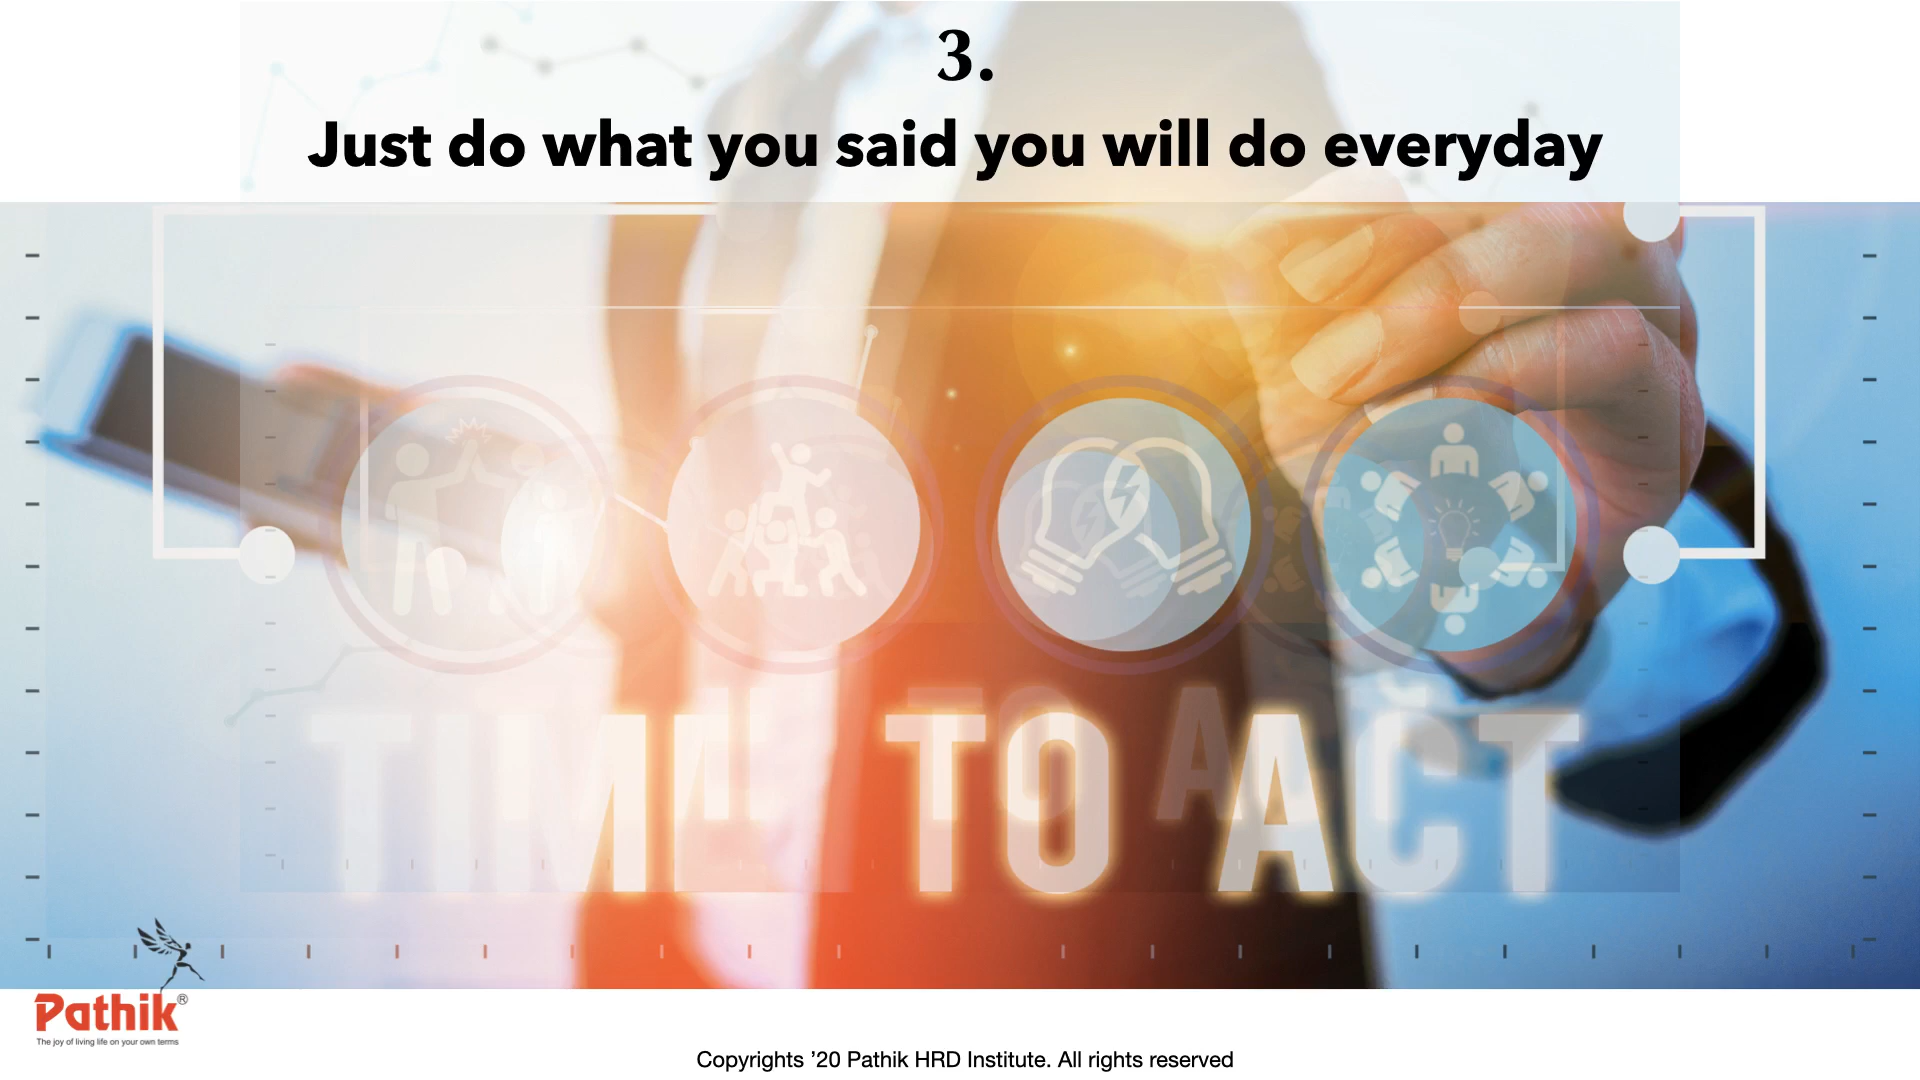 3.
Just do what you said you will do everyday
TIME TO ACT
Pathik®
The joy of living life on your own terms
Copyrights ’20 Pathik HRD Institute. All rights reserved